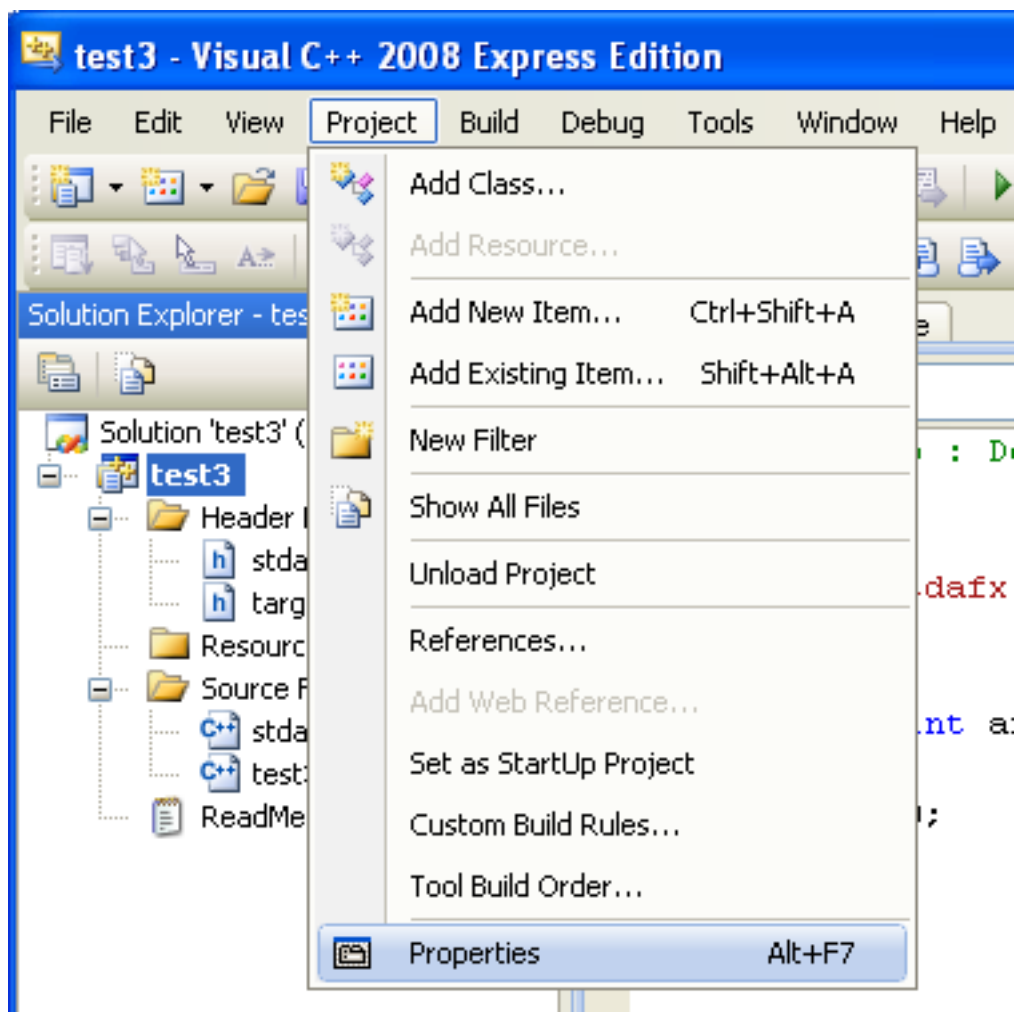 test3 - Visual C++ 2008 Express Edition
File Edit View Project Build Debug Tools Window Help
Add Class...
Add Resource...
Solution Explorer - tes
Add New Item... Ctrl+Shift+A
Add Existing Item... Shift+Alt+A
Solution 'test3' (
New Filter
: De
test3
Show All Files
Header
stda
Unload Project
targ
dafx
Resourc
References...
Source F
Add Web Reference...
stda
int a
Set as StartUp Project
test
ReadMe
Custom Build Rules...
;
Tool Build Order...
Properties Alt+F7